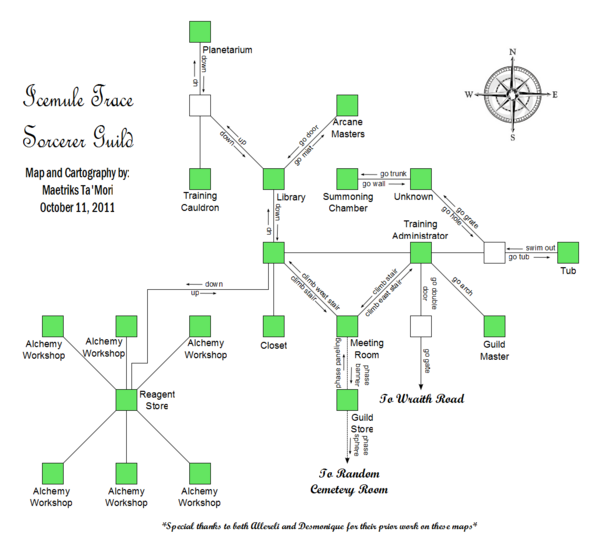 Planetarium
down
up
Icemule Trace
Sorcerer Guild
N
W
E
S
Map and Cartography by:
Maetriks Ta'Mori
October 11, 2011
up
down
go door
go mat
Arcane
Masters
Training
Cauldron
Library
go trunk
go wall
Summoning
Chamber
Unknown
go grate
go hole
down
up
Training
Administrator
swim out
go tub
Tub
climb west stair
climb stair
climb stair
climb east stair
go double
door
go arch
down
up
Alchemy
Workshop
Alchemy
Workshop
Alchemy
Workshop
Closet
Meeting
Room
Guild
Master
phase painting
phase
banner
go gate
Reagent
Store
To Wraith Road
Guild
Store
phase
sphere
Alchemy
Workshop
Alchemy
Workshop
Alchemy
Workshop
To Random
Cemetery Room
*Special thanks to both Allereli and Desmonique for their prior work on these maps*